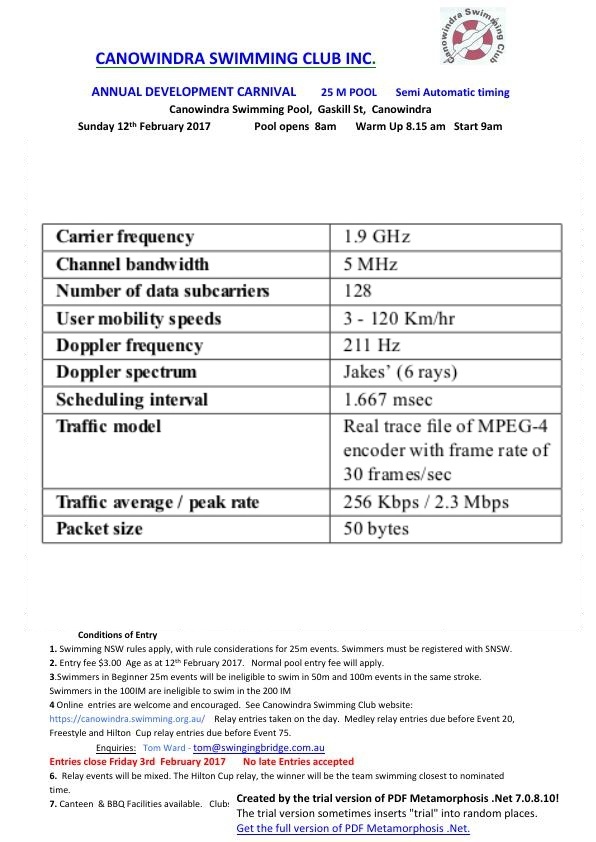 Canowindra Swimming Club
CANOWINDRA SWIMMING CLUB INC.
ANNUAL DEVELOPMENT CARNIVAL 25 M POOL Semi Automatic timing
Canowindra Swimming Pool, Gaskill St, Canowindra
Sunday 12th February 2017 Pool opens 8am Warm Up 8.15 am Start 9am
Carrier frequency 1.9 GHz
Channel bandwidth 5 MHz
Number of data subcarriers 128
User mobility speeds 3 - 120 Km/hr
Doppler frequency 211 Hz
Doppler spectrum Jakes’ (6 rays)
Scheduling interval 1.667 msec
Traffic model Real trace file of MPEG-4
encoder with frame rate of
30 frames/sec
Traffic average / peak rate 256 Kbps / 2.3 Mbps
Packet size 50 bytes
Conditions of Entry
1. Swimming NSW rules apply, with rule considerations for 25m events. Swimmers must be registered with SNSW.
2. Entry fee $3.00 Age as at 12th February 2017. Normal pool entry fee will apply.
3.Swimmers in Beginner 25m events will be ineligible to swim in 50m and 100m events in the same stroke.
Swimmers in the 100IM are ineligible to swim in the 200 IM
4 Online entries are welcome and encouraged. See Canowindra Swimming Club website:
https://canowindra.swimming.org.au/ Relay entries taken on the day. Medley relay entries due before Event 20,
Freestyle and Hilton Cup relay entries due before Event 75.
Enquiries: Tom Ward - tom@swingingbridge.com.au
Entries close Friday 3rd February 2017 No late Entries accepted
6. Relay events will be mixed. The Hilton Cup relay, the winner will be the team swimming closest to nominated
time.
7. Canteen & BBQ Facilities available. Clubs
Created by the trial version of PDF Metamorphosis .Net 7.0.8.10!
The trial version sometimes inserts "trial" into random places.
Get the full version of PDF Metamorphosis .Net.